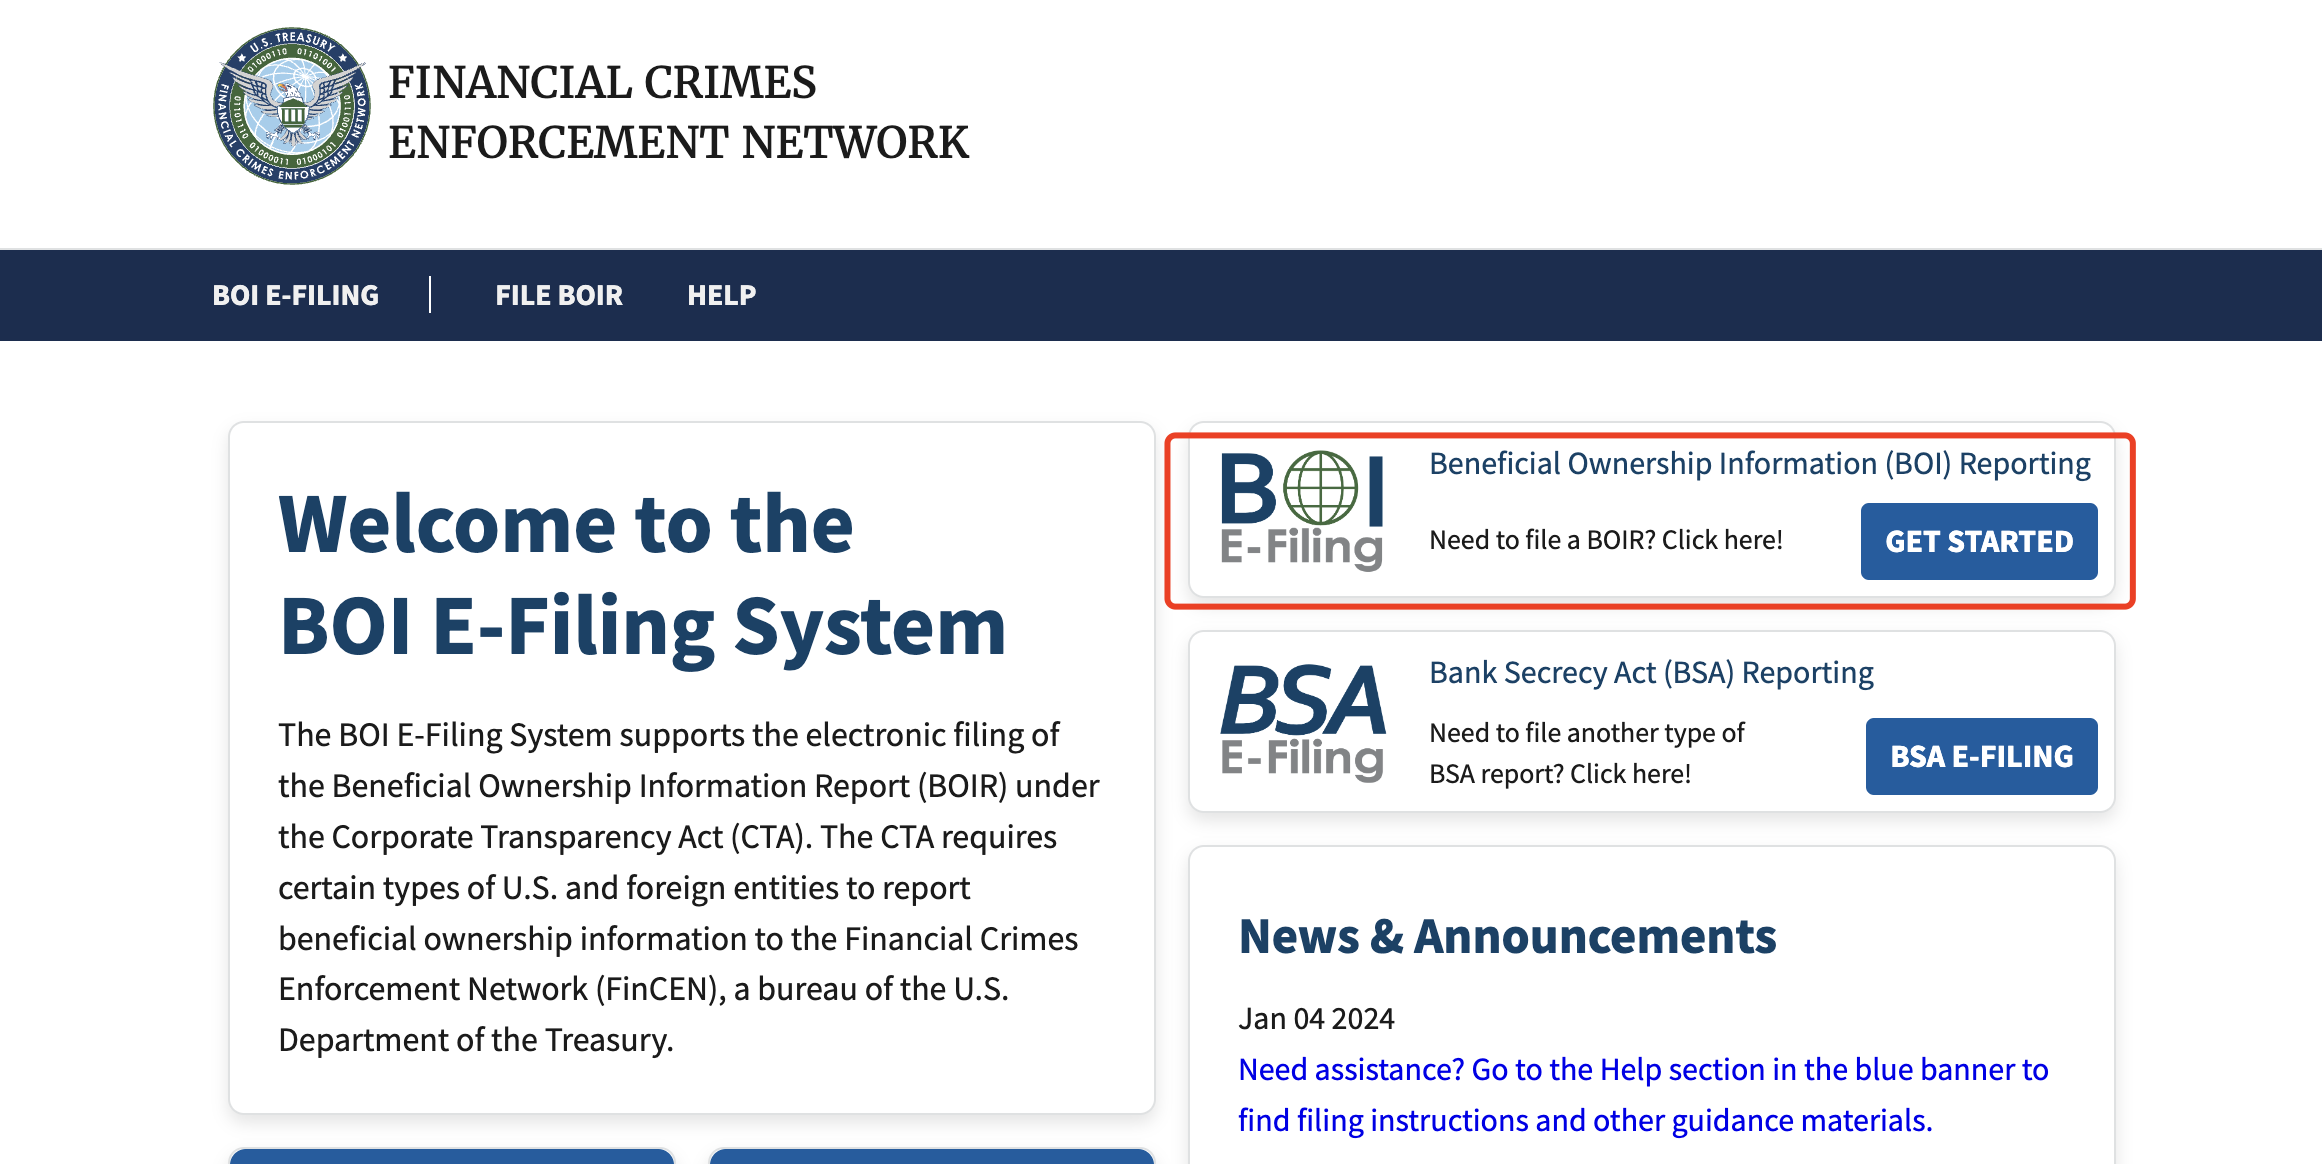 U.S. TREASURY
FINANCIAL CRIMES ENFORCEMENT NETWORK
FINANCIAL CRIMES
ENFORCEMENT NETWORK
BOI E-FILING
FILE BOIR
HELP
Welcome to the
BOI E-Filing System
The BOI E-Filing System supports the electronic filing of
the Beneficial Ownership Information Report (BOIR) under
the Corporate Transparency Act (CTA). The CTA requires
certain types of U.S. and foreign entities to report
beneficial ownership information to the Financial Crimes
Enforcement Network (FinCEN), a bureau of the U.S.
Department of the Treasury.
BOI
E-Filing
Beneficial Ownership Information (BOI) Reporting
Need to file a BOIR? Click here!
GET STARTED
BSA
E-Filing
Bank Secrecy Act (BSA) Reporting
Need to file another type of
BSA report? Click here!
BSA E-FILING
News & Announcements
Jan 04 2024
Need assistance? Go to the Help section in the blue banner to
find filing instructions and other guidance materials.